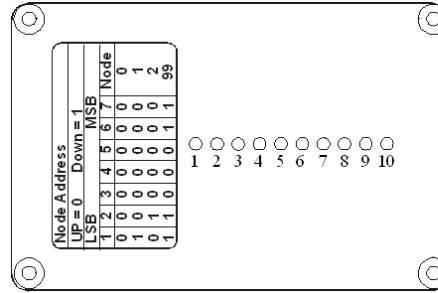 Node Address
UP = 0 Down = 1
LSB MSB
1 2 3 4 5 6 7 Node
0 0 0 0 0 0 0 0
1 0 0 0 0 0 0 1
0 1 0 0 0 0 0 2
1 1 0 0 0 1 1 99
1 2 3 4 5 6 7 8 9 10